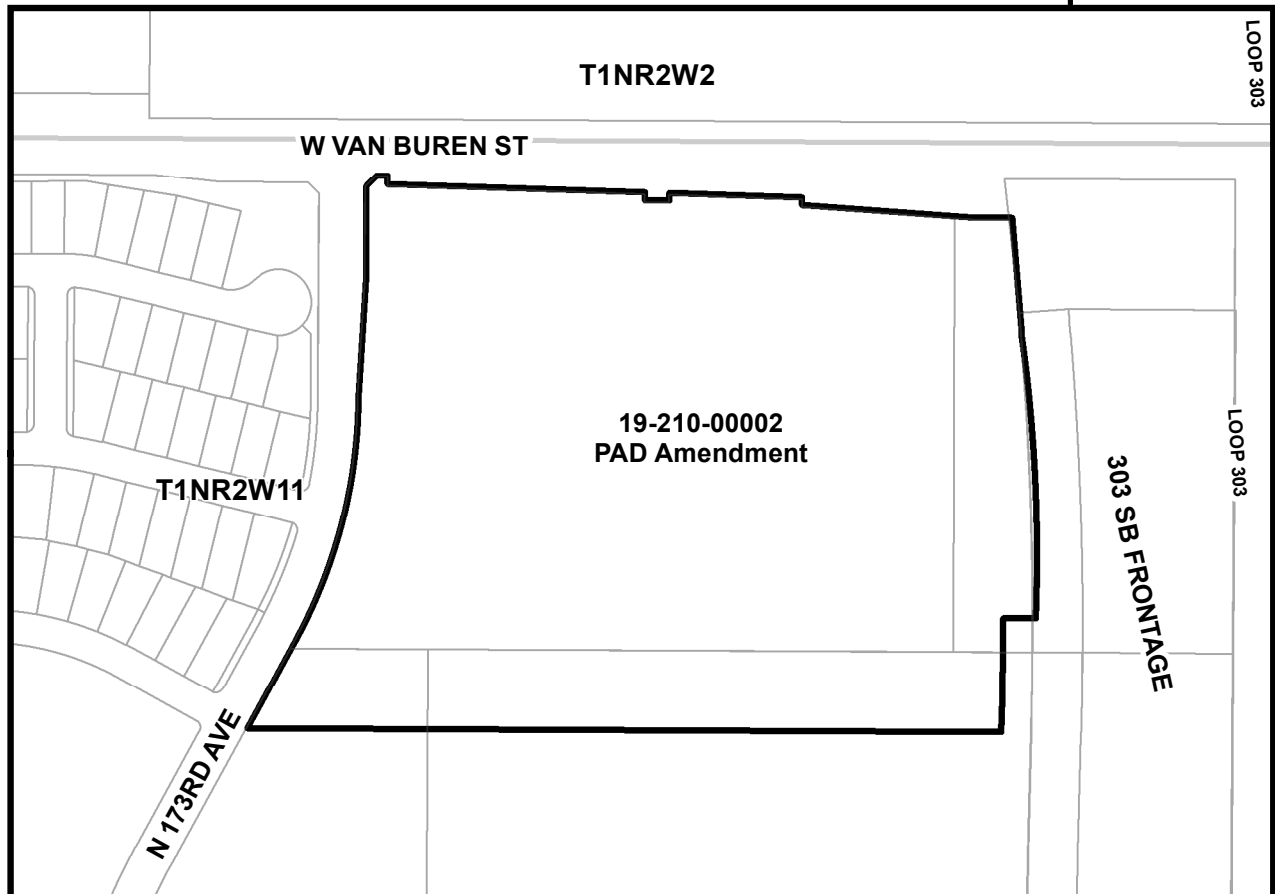 LOOP 303
T1NR2W2
W VAN BUREN ST
19-210-00002
PAD Amendment
LOOP 303
303 SB FRONTAGE
T1NR2W11
N 173RD AVE